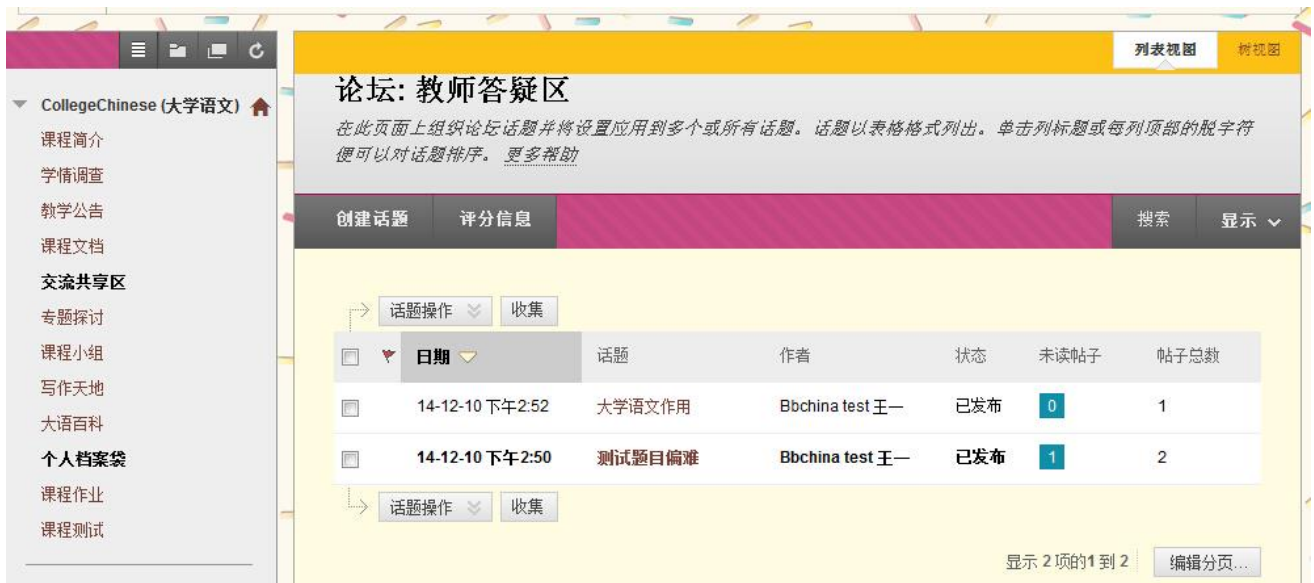 列表视图 树视图
CollegeChinese (大学语文)
课程简介
学情调查
教学公告
课程文档
交流共享区
专题探讨
课程小组
写作天地
大语百科
个人档案袋
课程作业
课程测试
论坛: 教师答疑区
在此页面上组织论坛话题并将设置应用到多个或所有话题。话题以表格格式列出。单击列标题或每列顶部的脱字符
便可以对话题排序。 更多帮助
创建话题 评分信息 搜索 显示
话题操作 收集
日期 话题 作者 状态 未读帖子 帖子总数
14-12-10 下午2:52 大学语文作用 Bbchina test 王一 已发布 0 1
14-12-10 下午2:50 测试题目偏难 Bbchina test 王一 已发布 1 2
话题操作 收集
显示 2 项的1 到 2 编辑分页...